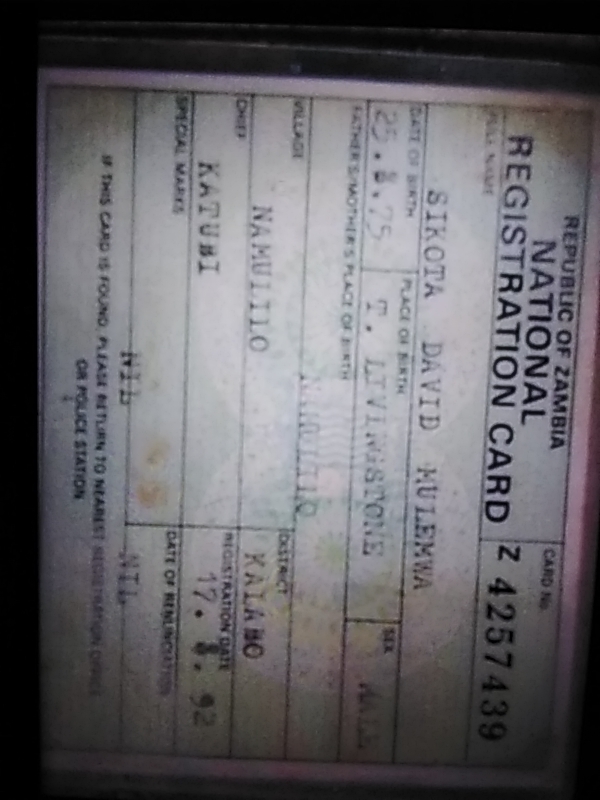 REPUBLIC OF ZAMBIA
NATIONAL
REGISTRATION CARD
CARD No.
Z 4257439
FULL NAME
SIKOTA DAVID MULEMWA
DATE OF BIRTH
25.8.75
PLACE OF BIRTH
T. LIVINGSTONE
SEX
MALE
FATHER'S/MOTHER'S PLACE OF BIRTH
NAMULILO
VILLAGE
NAMULILO
DISTRICT
KALABO
CHIEF
KATUBI
REGISTRATION DATE
17.8.92
SPECIAL MARKS
NIL
DATE OF RENUNCIATION
NIL
IF THIS CARD IS FOUND, PLEASE RETURN TO NEAREST REGISTRATION OFFICE
OR POLICE STATION